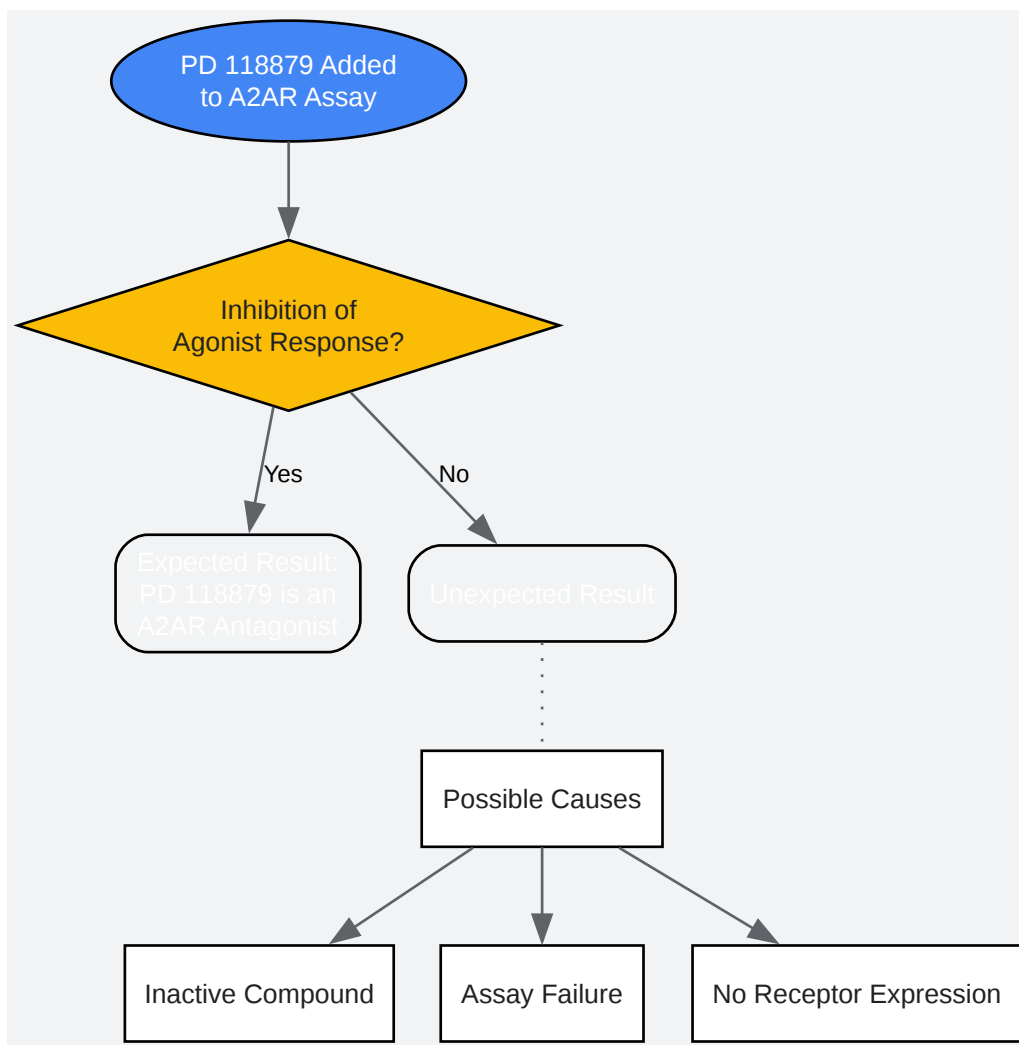 PD 118879 Added
to A2AR Assay
Inhibition of
Agonist Response?
Yes
No
Expected Result:
PD 118879 is an
A2AR Antagonist
Unexpected Result
Possible Causes
Inactive Compound
Assay Failure
No Receptor Expression